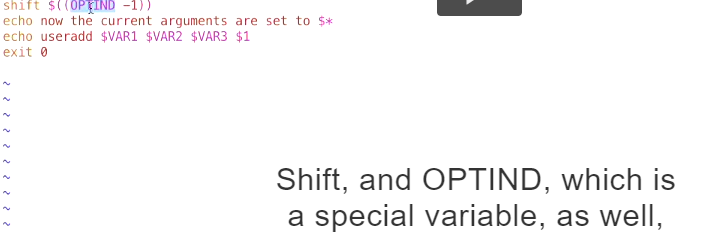 shift $((OPTIND -1))
echo now the current arguments are set to $*
echo useradd $VAR1 $VAR2 $VAR3 $1
exit 0
~
~
~
~
~
~
~
~
~
~
Shift, and OPTIND, which is
a special variable, as well,